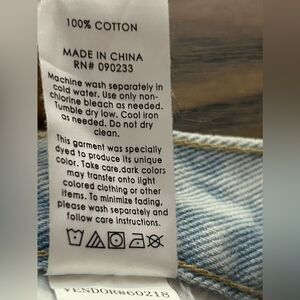 100% COTTON
MADE IN CHINA
RN# 090233
Machine wash separately in
cold water. Use only non-
chlorine bleach as needed.
Tumble dry low. Cool iron
as needed. Do not dry
clean.
This garment was specially
dyed to produce its unique
color. Take care.dark colors
may transfer onto light
colored clothing or other
items. To minimize fading,
please wash separately and
follow care instructions.
VENDOR#60218